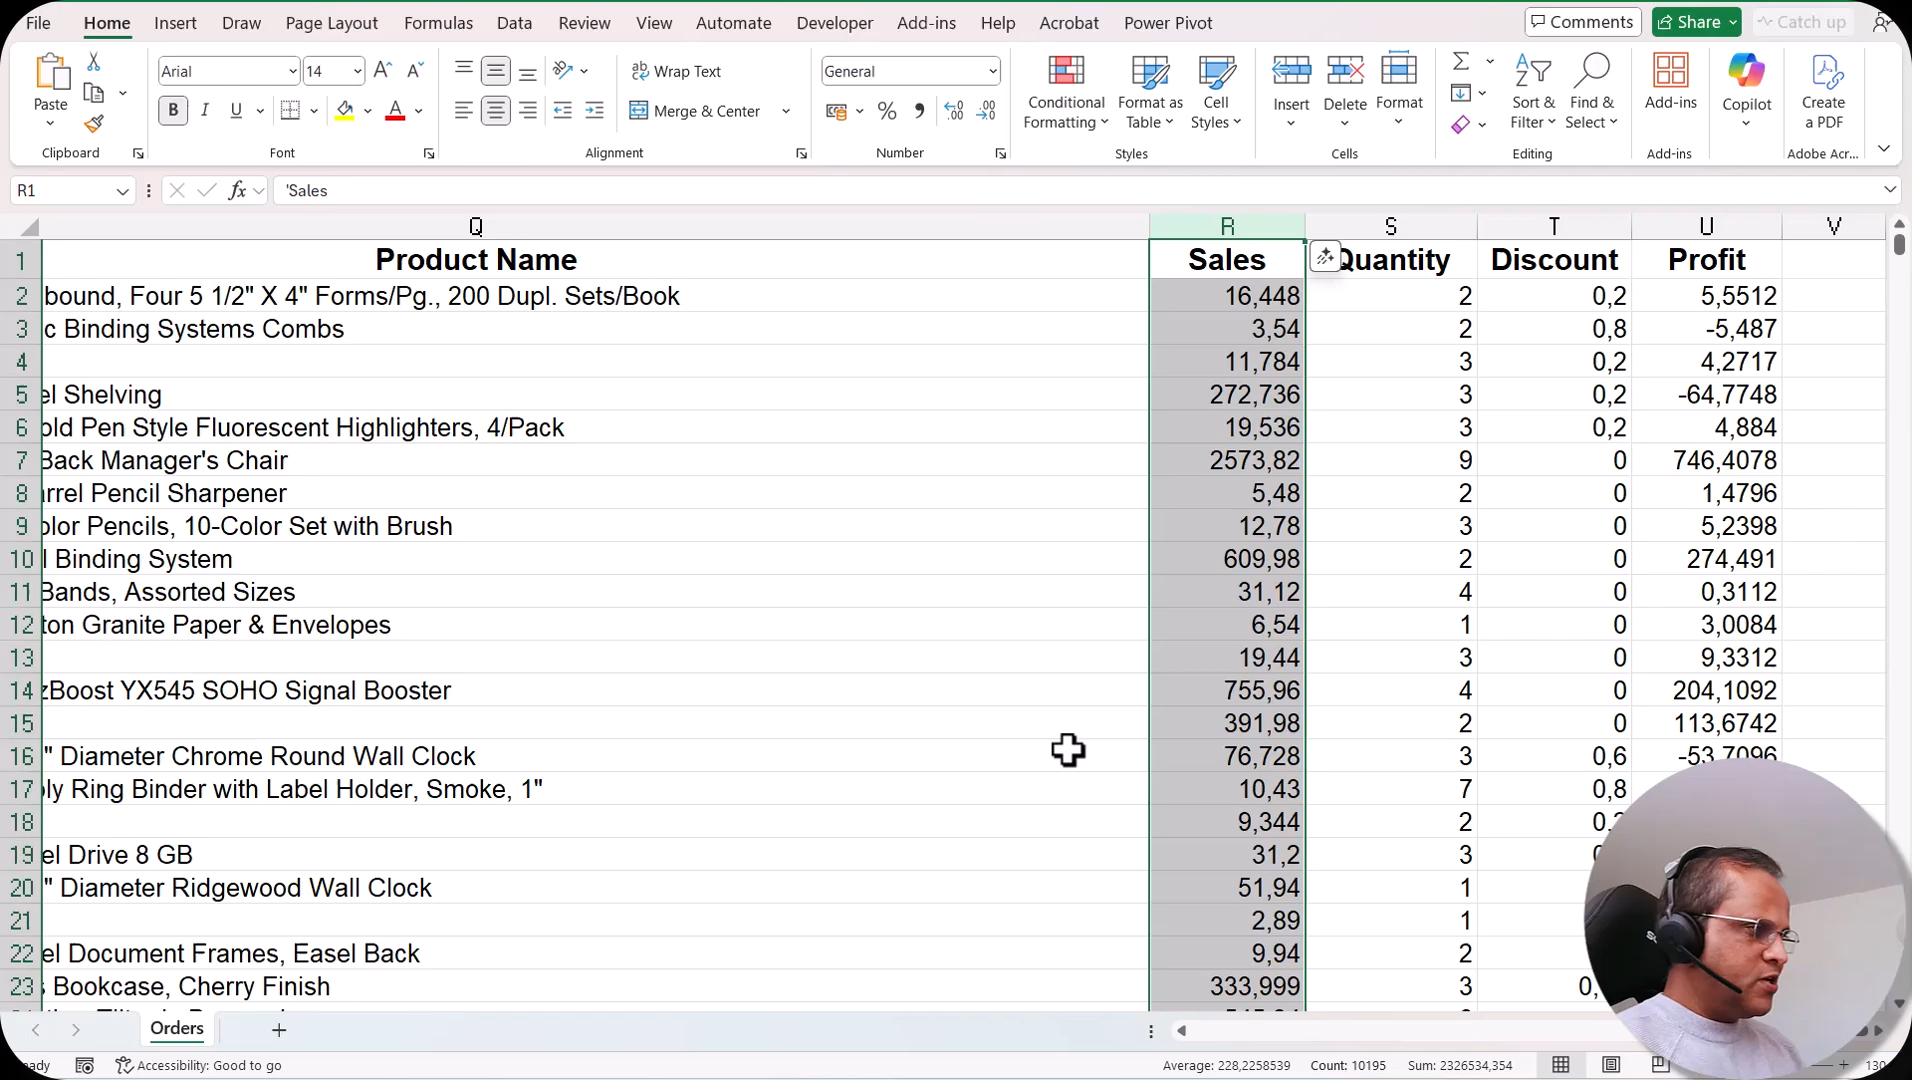 File Home Insert Draw Page Layout Formulas Data Review View Automate Developer Add-ins Help Acrobat Power Pivot Comments Share Catch up
Paste Arial 14 Wrap Text General Conditional Formatting Format as Table Cell Styles Insert Delete Format Sort & Filter Find & Select Add-ins Copilot Create a PDF
B I U A Merge & Center %
Clipboard Font Alignment Number Styles Cells Editing Add-ins Adobe Acr...
R1 fx 'Sales
Q R S T U V
1 Product Name Sales Quantity Discount Profit
2 bound, Four 5 1/2" X 4" Forms/Pg., 200 Dupl. Sets/Book 16,448 2 0,2 5,5512
3 c Binding Systems Combs 3,54 2 0,8 -5,487
4 11,784 3 0,2 4,2717
5 el Shelving 272,736 3 0,2 -64,7748
6 old Pen Style Fluorescent Highlighters, 4/Pack 19,536 3 0,2 4,884
7 Back Manager's Chair 2573,82 9 0 746,4078
8 arrel Pencil Sharpener 5,48 2 0 1,4796
9 olor Pencils, 10-Color Set with Brush 12,78 3 0 5,2398
10 l Binding System 609,98 2 0 274,491
11 Bands, Assorted Sizes 31,12 4 0 0,3112
12 ton Granite Paper & Envelopes 6,54 1 0 3,0084
13 19,44 3 0 9,3312
14 zBoost YX545 SOHO Signal Booster 755,96 4 0 204,1092
15 391,98 2 0 113,6742
16 " Diameter Chrome Round Wall Clock 76,728 3 0,6 -53,7096
17 oly Ring Binder with Label Holder, Smoke, 1" 10,43 7 0,8
18 9,344 2
19 el Drive 8 GB 31,2 3
20 " Diameter Ridgewood Wall Clock 51,94 1
21 2,89 1
22 el Document Frames, Easel Back 9,94 2
23 s Bookcase, Cherry Finish 333,999 3 0,
Orders
Accessibility: Good to go Average: 228,2258539 Count: 10195 Sum: 2326534,354 130